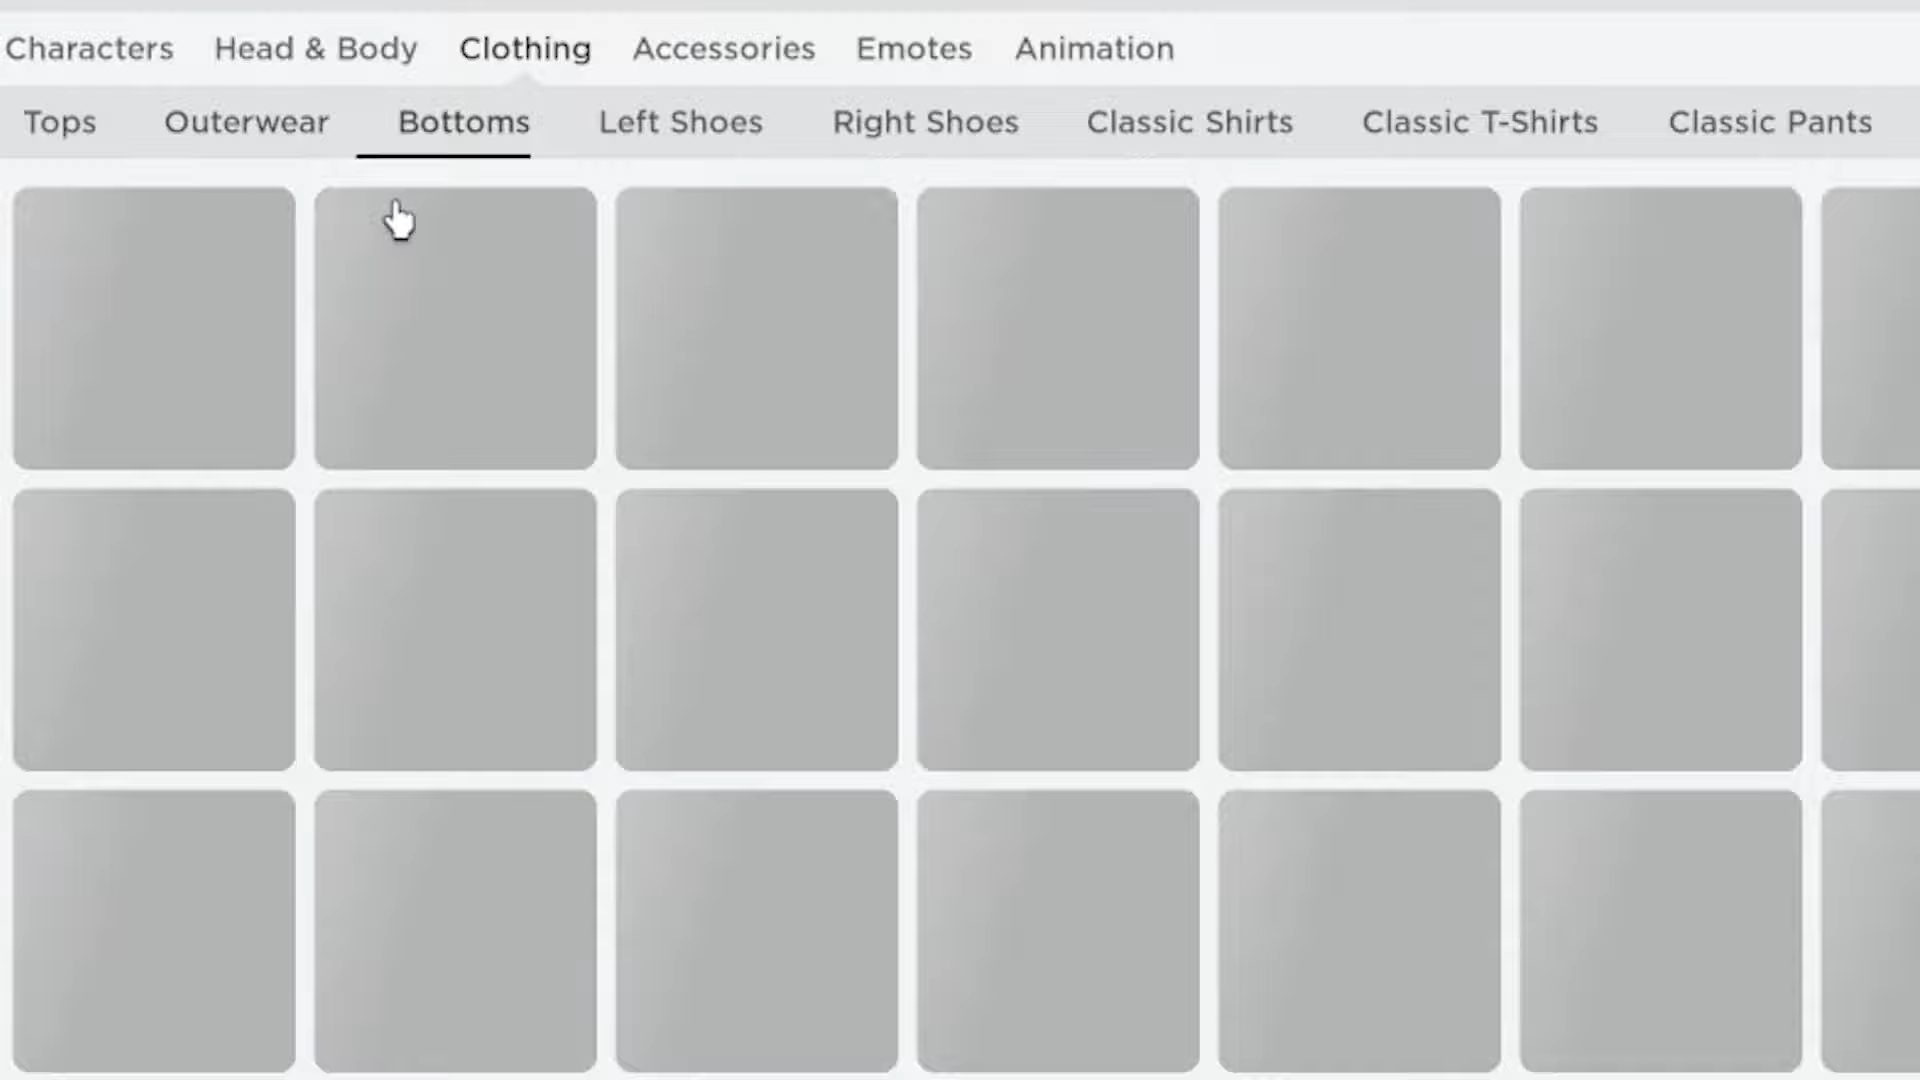 Characters Head & Body Clothing Accessories Emotes Animation
Tops Outerwear Bottoms Left Shoes Right Shoes Classic Shirts Classic T-Shirts Classic Pants